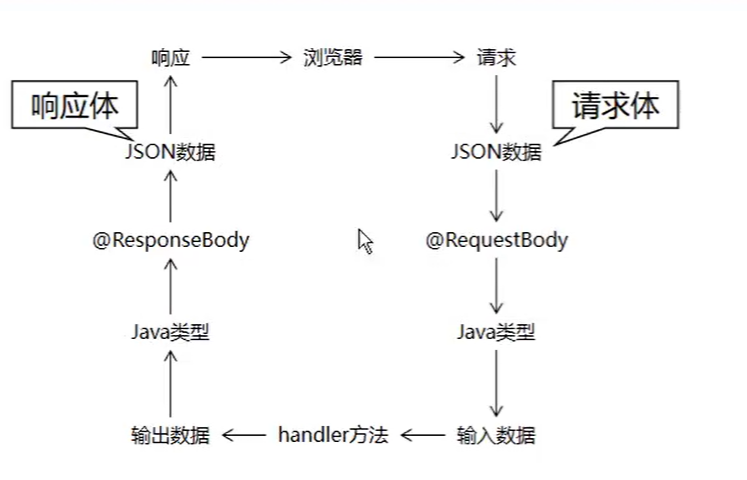 响应 浏览器 请求
响应体 请求体
JSON数据 JSON数据
@ResponseBody @RequestBody
Java类型 Java类型
输出数据 handler方法 输入数据